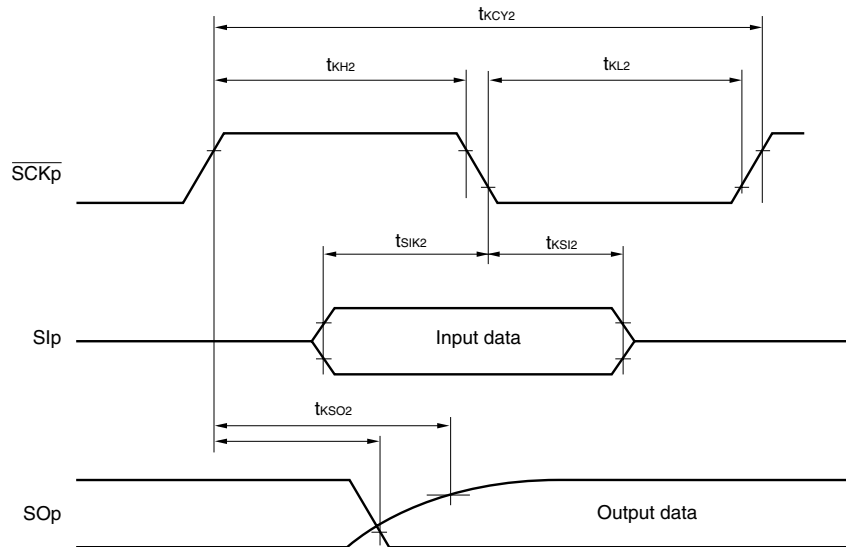 tKCY2
tKH2
tKL2
SCKp
tSIK2
tKSI2
SIp
Input data
tKSO2
SOp
Output data